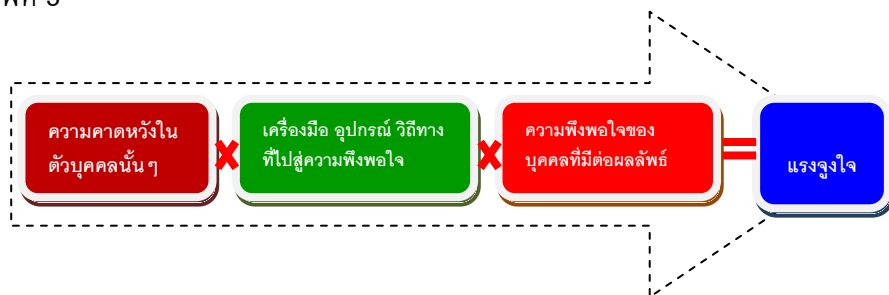 ความคาดหวังใน
ตัวบุคคลนั้น ๆ
เครื่องมือ อุปกรณ์ วิถีทาง
ที่ไปสู่ความพึงพอใจ
ความพึงพอใจของ
บุคคลที่มีต่อผลลัพธ์
แรงจูงใจ